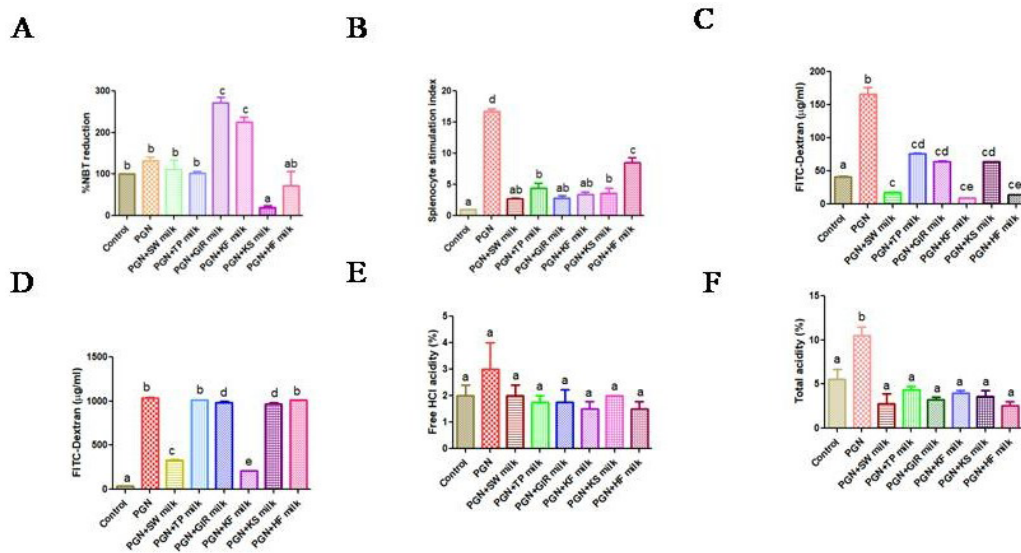 A
%NBT reduction
300
200
100
0
b
b
b
b
c
c
a
ab
Control
PGN
PGN+SW milk
PGN+TP milk
PGN+GIR milk
PGN+KF milk
PGN+KS milk
PGN+HF milk
B
Splenocyte stimulation index
20
15
10
5
0
a
d
ab
b
ab
ab
b
c
Control
PGN
PGN+SW milk
PGN+TP milk
PGN+GIR milk
PGN+KF milk
PGN+KS milk
PGN+HF milk
C
FITC-Dextran (µg/ml)
200
150
100
50
0
a
b
c
cd
cd
ce
cd
ce
Control
PGN
PGN+SW milk
PGN+TP milk
PGN+GIR milk
PGN+KF milk
PGN+KS milk
PGN+HF milk
D
FITC-Dextran (µg/ml)
1500
1000
500
0
a
b
c
b
d
e
d
b
Control
PGN
PGN+SW milk
PGN+TP milk
PGN+GIR milk
PGN+KF milk
PGN+KS milk
PGN+HF milk
E
Free HCl acidity (%)
5
4
3
2
1
0
a
a
a
a
a
a
a
a
Control
PGN
PGN+SW milk
PGN+TP milk
PGN+GIR milk
PGN+KF milk
PGN+KS milk
PGN+HF milk
F
Total acidity (%)
15
10
5
0
a
b
a
a
a
a
a
a
Control
PGN
PGN+SW milk
PGN+TP milk
PGN+GIR milk
PGN+KF milk
PGN+KS milk
PGN+HF milk